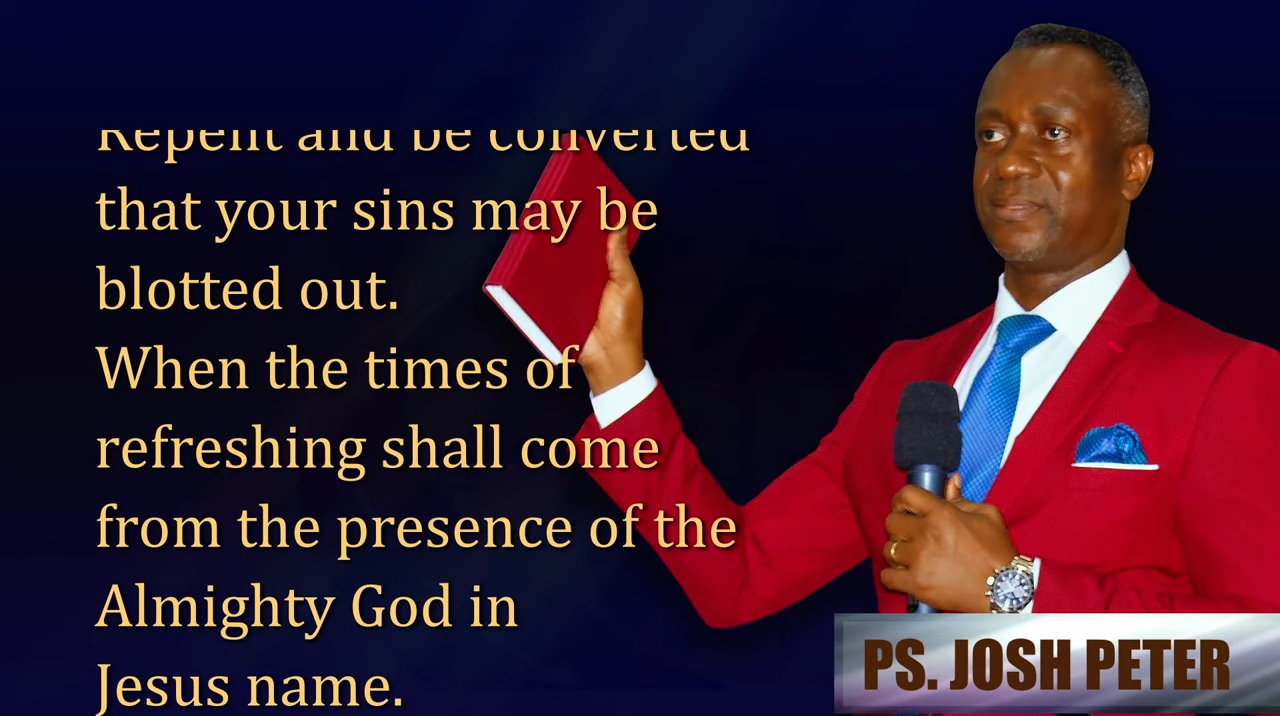 Repent and be converted
that your sins may be
blotted out.
When the times of
refreshing shall come
from the presence of the
Almighty God in
Jesus name.
PS. JOSH PETER